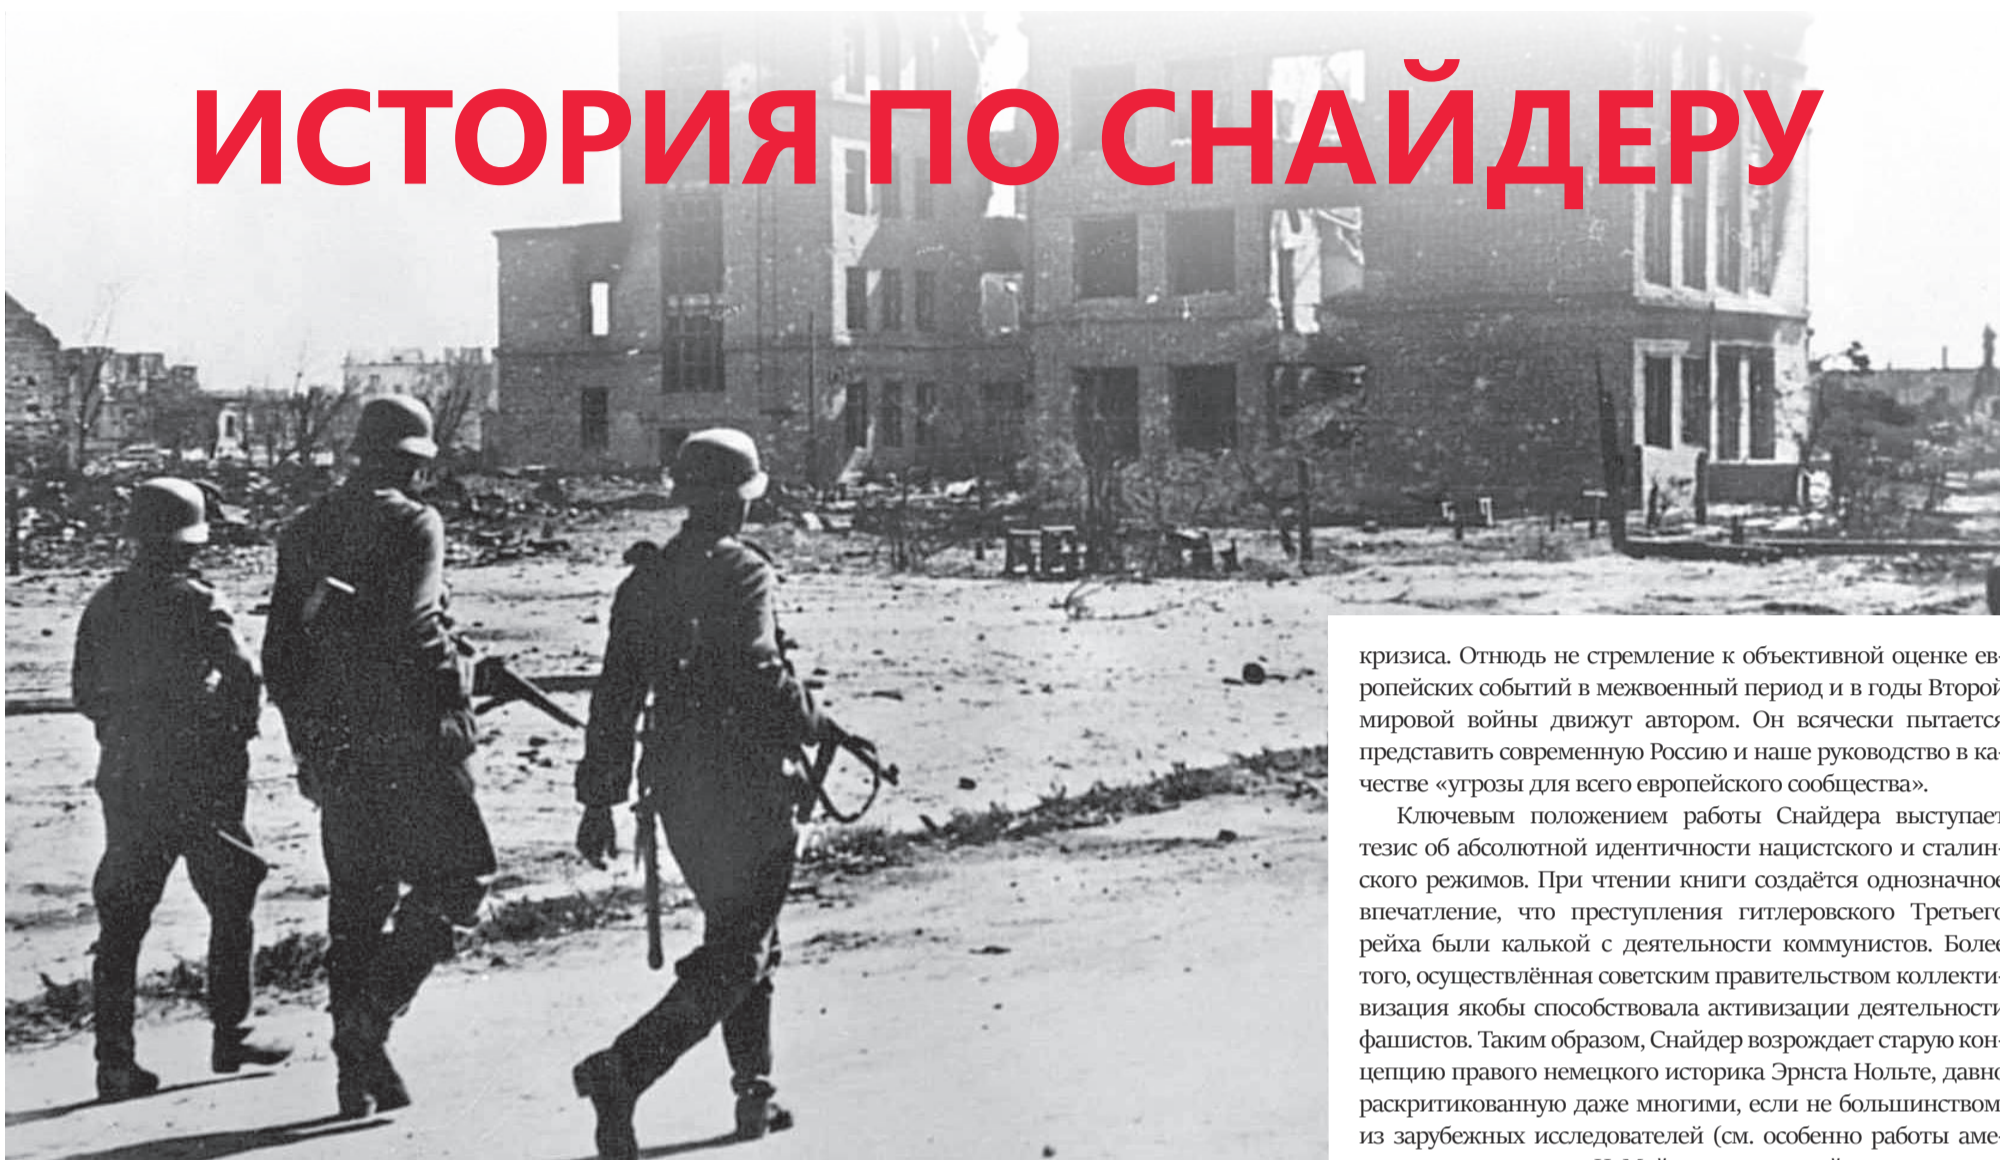 ИСТОРИЯ ПО СНАЙДЕРУ
кризиса. Отнюдь не стремление к объективной оценке ев-
ропейских событий в межвоенный период и в годы Второй
мировой войны движут автором. Он всячески пытается
представить современную Россию и наше руководство в ка-
честве «угрозы для всего европейского сообщества».
Ключевым положением работы Снайдера выступает
тезис об абсолютной идентичности нацистского и сталин-
ского режимов. При чтении книги создаётся однозначное
впечатление, что преступления гитлеровского Третьего
рейха были калькой с деятельности коммунистов. Более
того, осуществлённая советским правительством коллекти-
визация якобы способствовала активизации деятельности
фашистов. Таким образом, Снайдер возрождает старую кон-
цепцию правого немецкого историка Эрнста Нольте, давно
раскритикованную даже многими, если не большинством
из зарубежных исследователей (см. особенно работы аме-